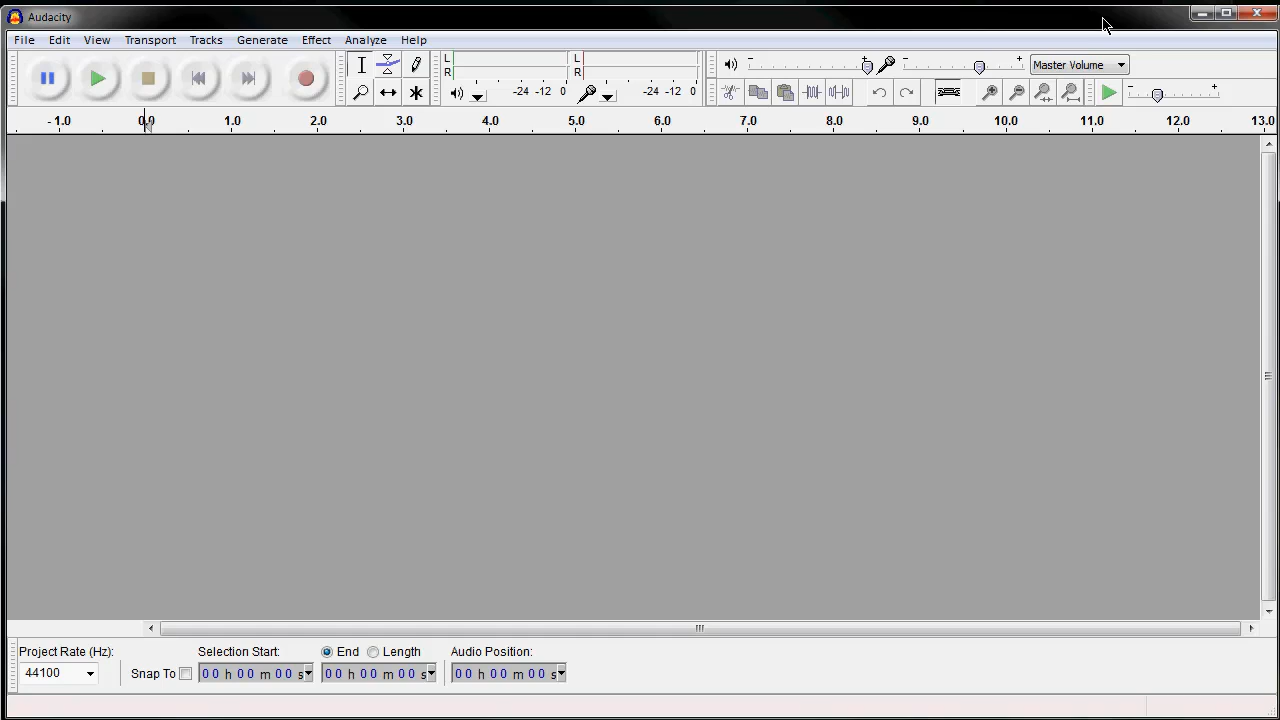 Audacity
File Edit View Transport Tracks Generate Effect Analyze Help
L L
R R
-24 -12 0 -24 -12 0
- + - + Master Volume
- +
- 1.0 0.0 1.0 2.0 3.0 4.0 5.0 6.0 7.0 8.0 9.0 10.0 11.0 12.0 13.0
Project Rate (Hz): Selection Start: End Length Audio Position:
44100 Snap To 00 h 00 m 00 s 00 h 00 m 00 s 00 h 00 m 00 s